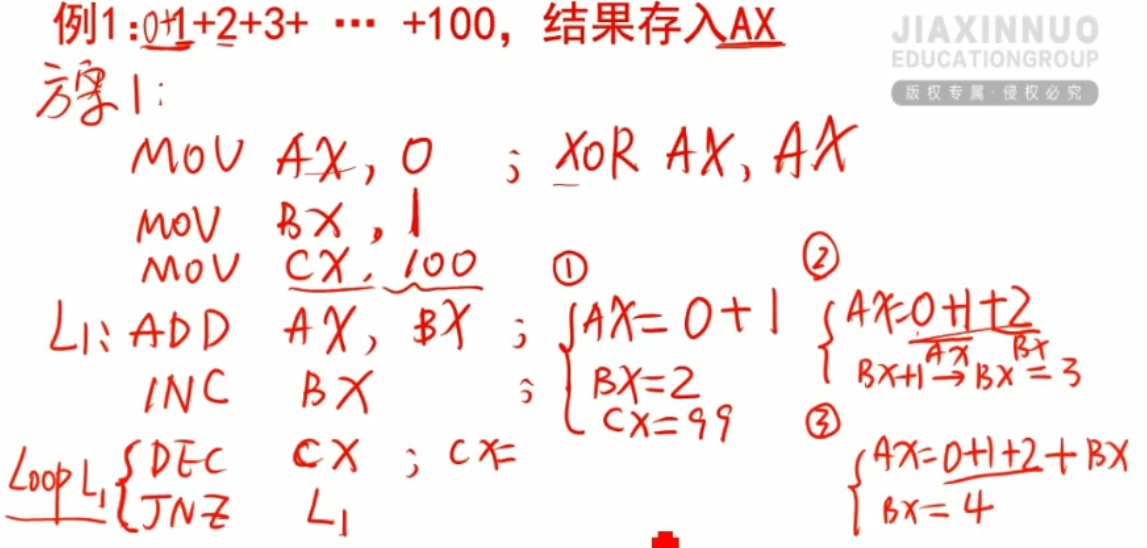 例1:0+1+2+3+ … +100，结果存入AX
JIAXINNUO
EDUCATIONGROUP
版权专属·侵权必究
方案1:
MOV AX, 0 ; XOR AX, AX
MOV BX, 1
MOV CX, 100
L1: ADD AX, BX ;
INC BX ;
Loop L1 { DEC CX ; CX=
JNZ L1
①
{ AX=0+1
BX=2
CX=99
②
{ AX=0+1+2
AX BX
BX+1→BX=3
③
{ AX=0+1+2+BX
BX=4